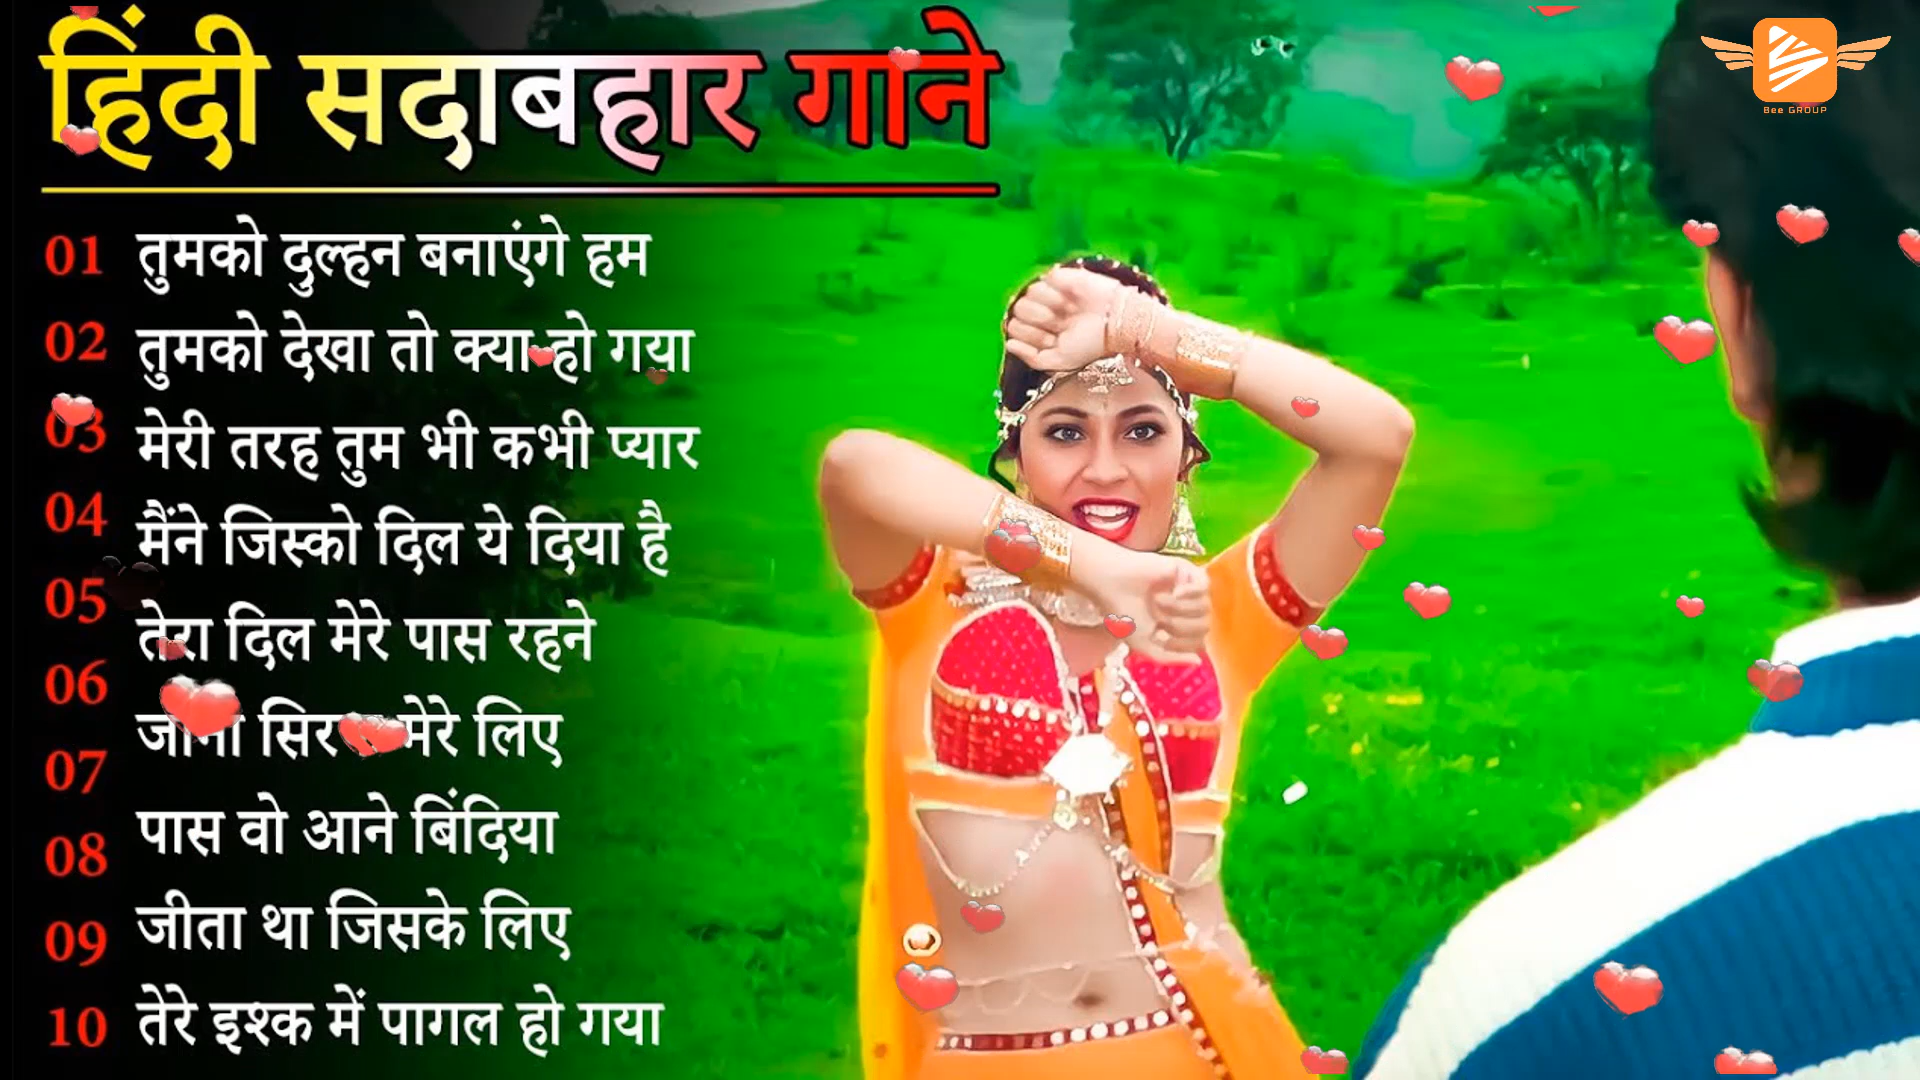 हिंदी सदाबहार गाने
Bee GROUP
01 तुमको दुल्हन बनाएंगे हम
02 तुमको देखा तो क्या हो गया
03 मेरी तरह तुम भी कभी प्यार
04 मैंने जिस्को दिल ये दिया है
05 तेरा दिल मेरे पास रहने
06 सिर मेरे लिए
07 पास वो आने बिंदिया
08 जीता था जिसके लिए
09
10 तेरे इश्क में पागल हो गया